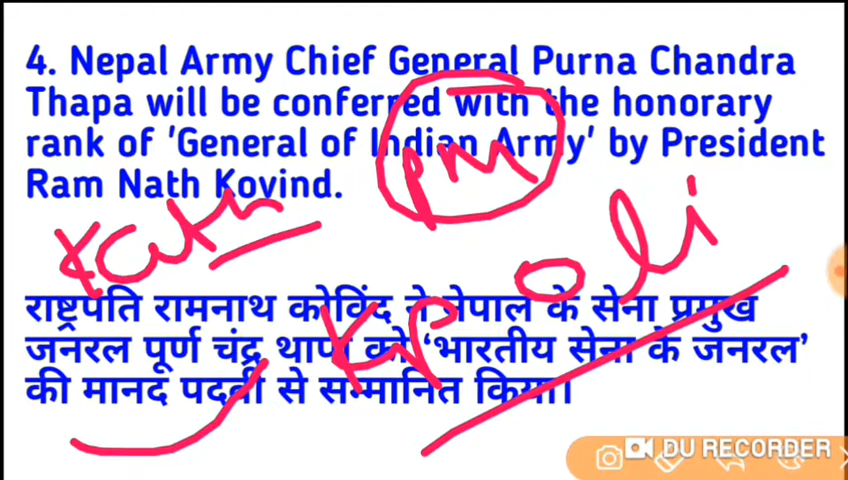 4. Nepal Army Chief General Purna Chandra
Thapa will be conferred with the honorary
rank of 'General of Indian Army' by President
Ram Nath Kovind.
PM
Kath
Oli
राष्ट्रपति रामनाथ कोविंद ने नेपाल के सेना प्रमुख
जनरल पूर्ण चंद्र थापा को ‘भारतीय सेना के जनरल’
की मानद पदवी से सम्मानित किया।
KP
DU RECORDER